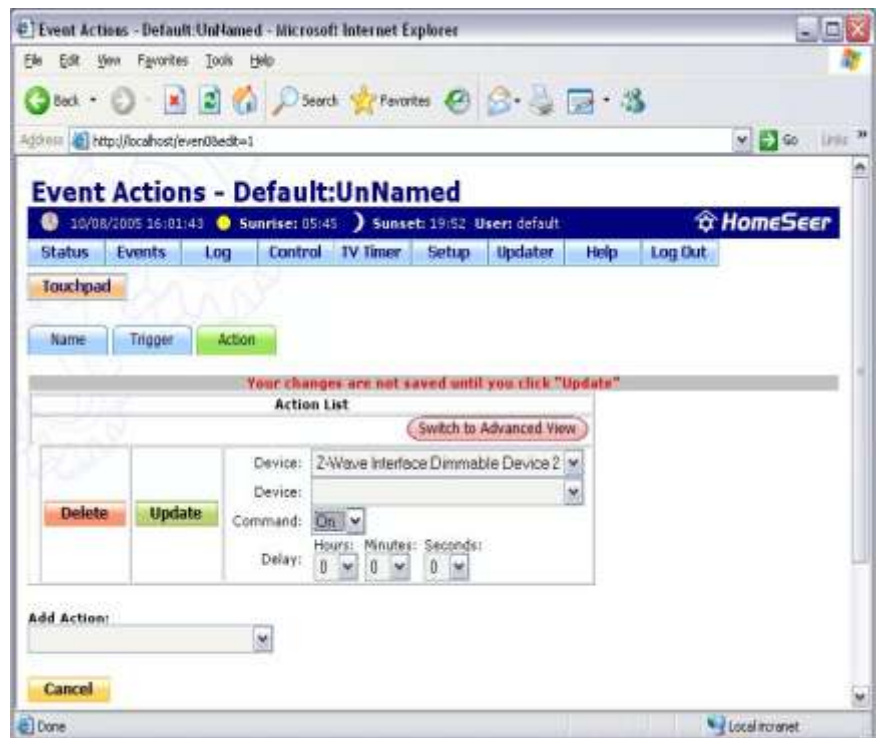 Event Actions - Default:UnNamed - Microsoft Internet Explorer
File Edit View Favorites Tools Help
Back Search Favorites
Address http://localhost/even0&edit=1 Go Links
Event Actions - Default:UnNamed
10/08/2005 16:01:43 Sunrise: 05:45 Sunset: 19:52 User: default HomeSeer
Status Events Log Control TV Timer Setup Updater Help Log Out
Touchpad
Name Trigger Action
Your changes are not saved until you click "Update"
Action List
Switch to Advanced View
Device: Z-Wave Interface Dimmable Device 2
Device:
Delete Update Command: On
Hours: Minutes: Seconds:
Delay: 0 0 0
Add Action:
Cancel
Done Local intranet